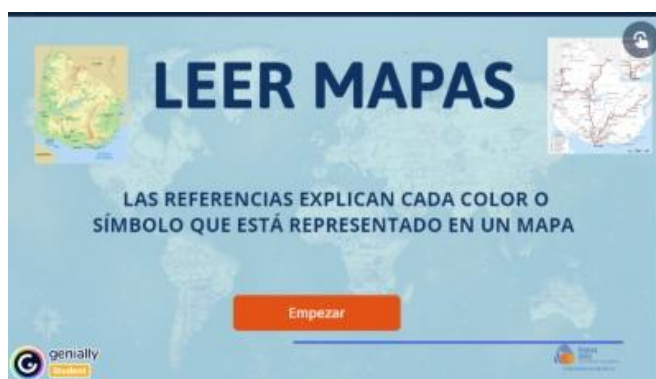 LEER MAPAS
LAS REFERENCIAS EXPLICAN CADA COLOR O
SÍMBOLO QUE ESTÁ REPRESENTADO EN UN MAPA
Empezar
genially
Student